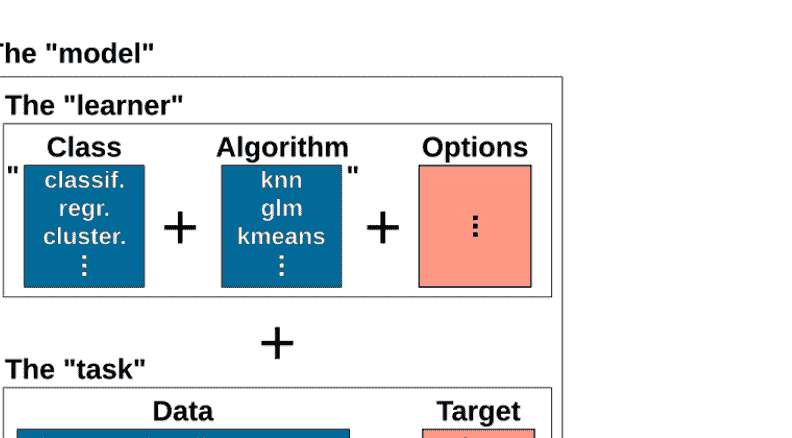 The "model"
The "learner"
Class Algorithm Options
" classif. knn "
regr. glm
cluster. kmeans
+ + ⋮
⋮ ⋮
+
The "task"
Data Target